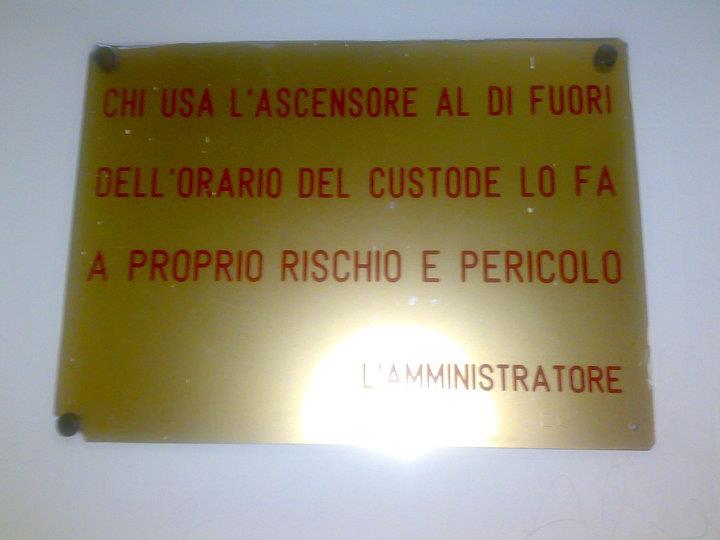 CHI USA L'ASCENSORE AL DI FUORI
DELL'ORARIO DEL CUSTODE LO FA
A PROPRIO RISCHIO E PERICOLO
L'AMMINISTRATORE